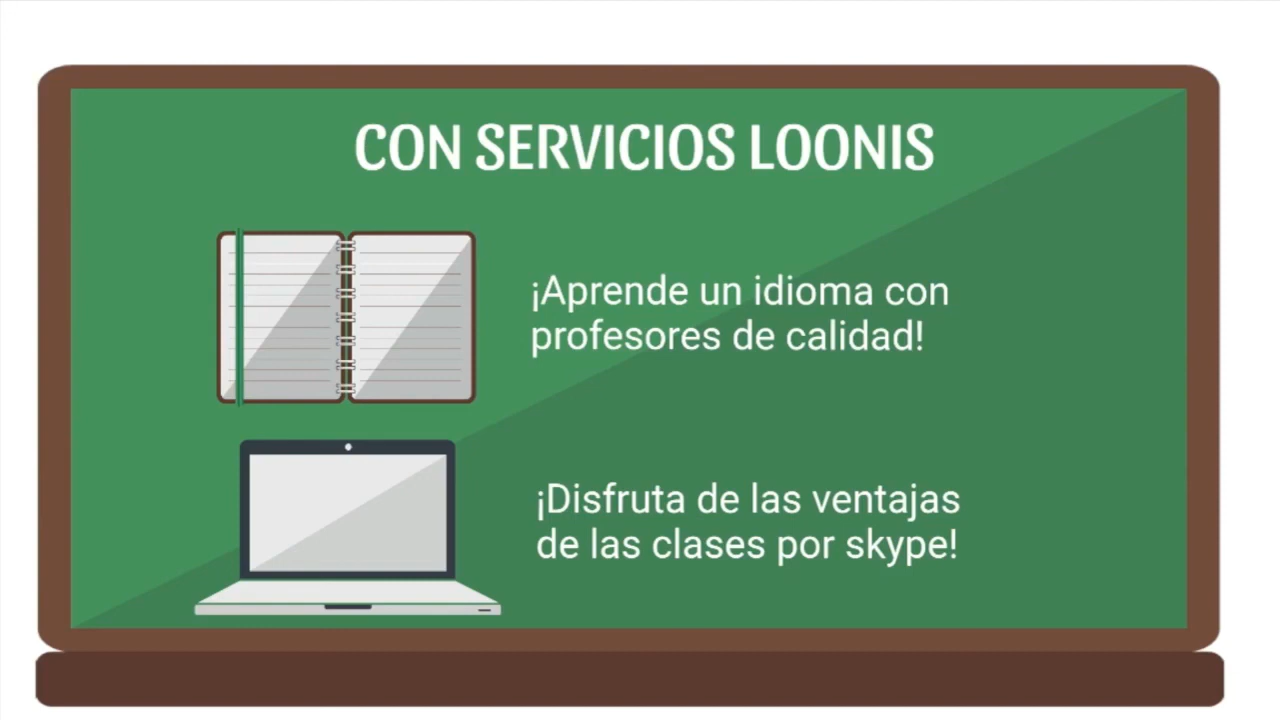 CON SERVICIOS LOONIS
¡Aprende un idioma con
profesores de calidad!
¡Disfruta de las ventajas
de las clases por skype!